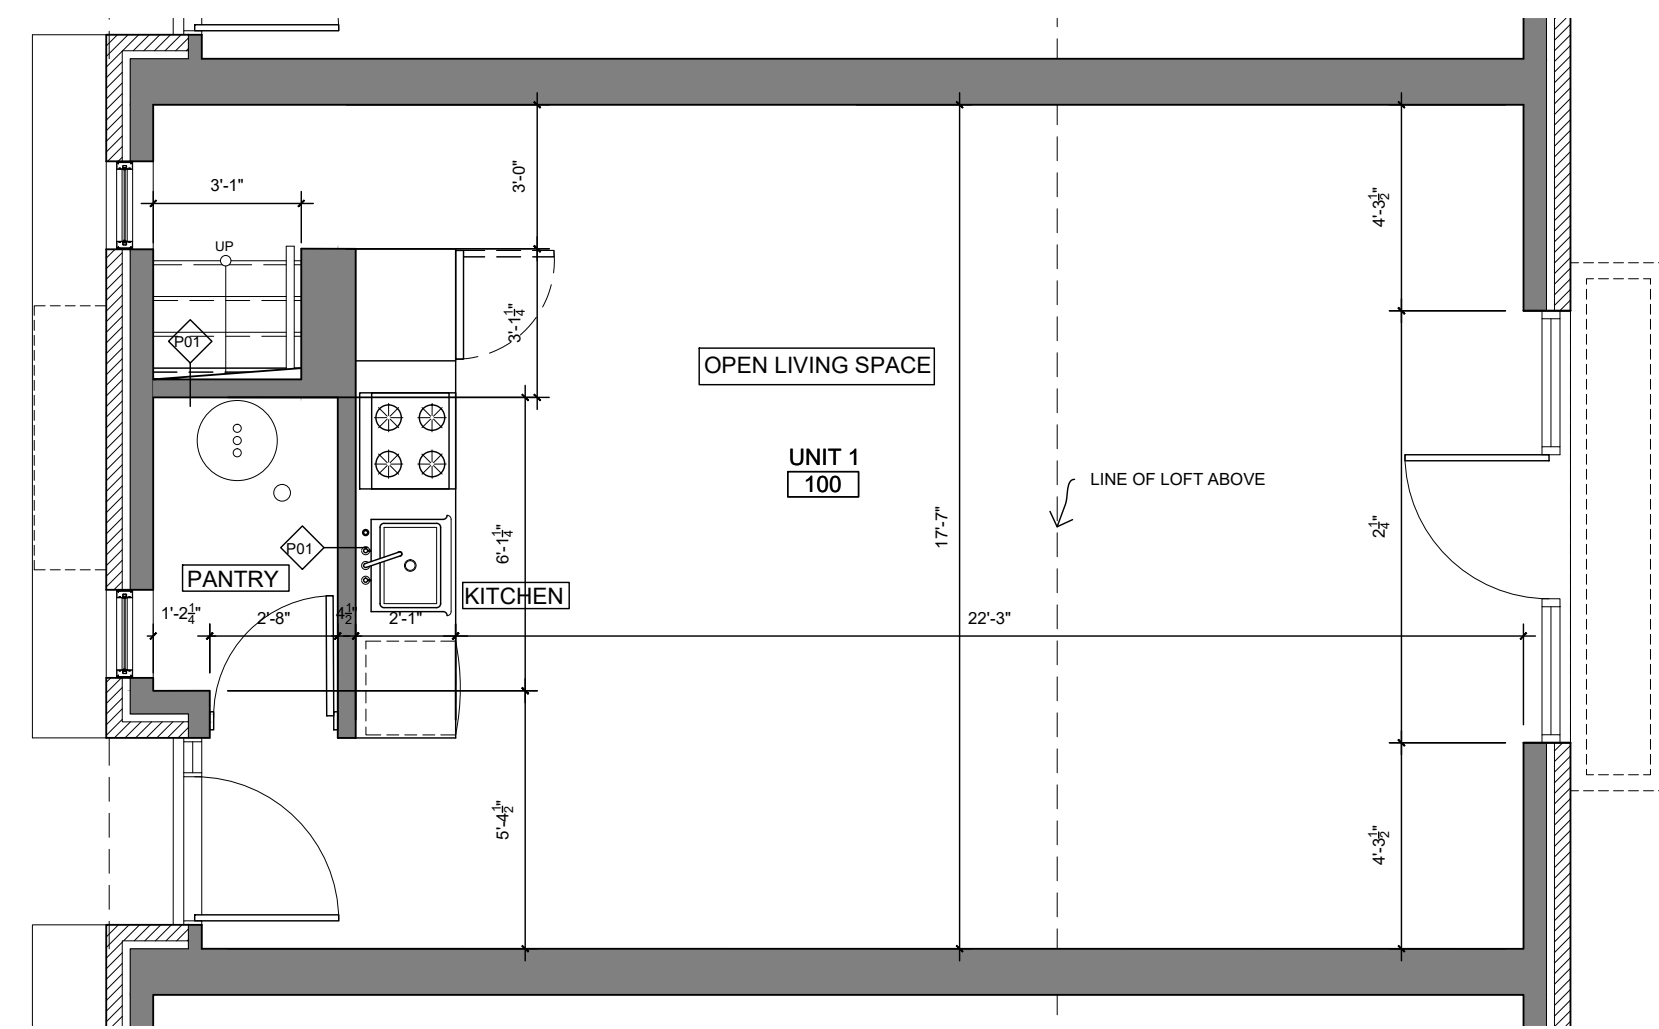 3'-0"
4'-3½"
3'-1"
UP
3'-1¼"
P01
OPEN LIVING SPACE
UNIT 1
100
LINE OF LOFT ABOVE
17'-7"
2¼"
6'-1¼"
P01
PANTRY
KITCHEN
1'-2¼"
2'-8"
4½"
2'-1"
22'-3"
5'-4½"
4'-3½"